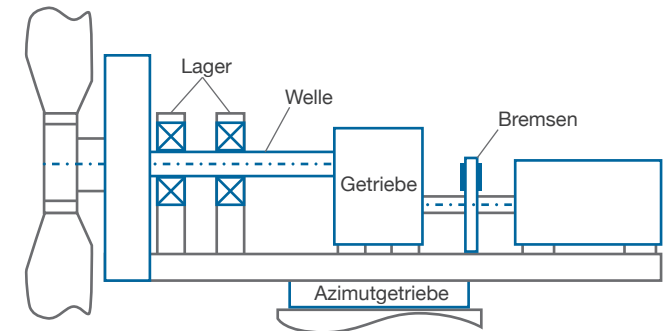 Lager
Welle
Bremsen
Getriebe
Azimutgetriebe